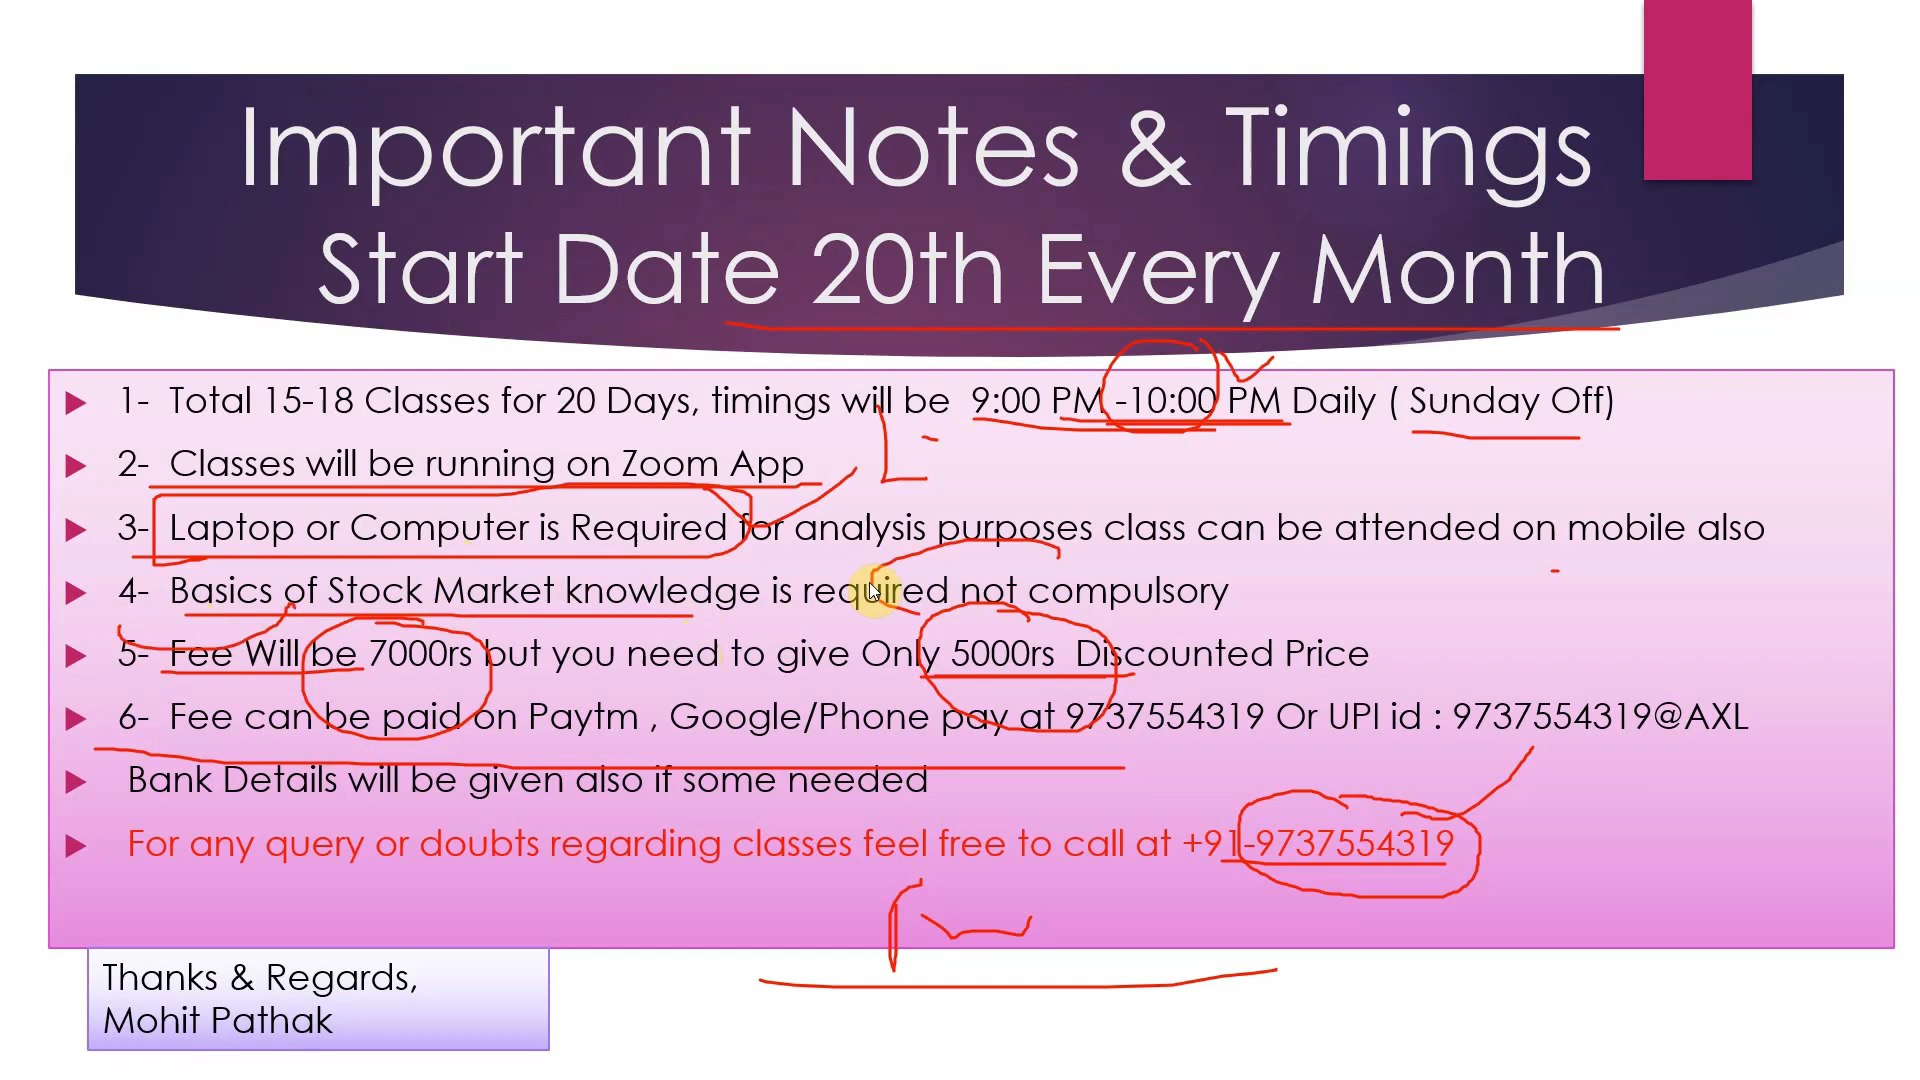 Important Notes & Timings
Start Date 20th Every Month
1- Total 15-18 Classes for 20 Days, timings will be 9:00 PM -10:00 PM Daily ( Sunday Off)
2- Classes will be running on Zoom App
3- Laptop or Computer is Required for analysis purposes class can be attended on mobile also
4- Basics of Stock Market knowledge is required not compulsory
5- Fee Will be 7000rs but you need to give Only 5000rs Discounted Price
6- Fee can be paid on Paytm , Google/Phone pay at 9737554319 Or UPI id : 9737554319@AXL
Bank Details will be given also if some needed
For any query or doubts regarding classes feel free to call at +91-9737554319
Thanks & Regards,
Mohit Pathak